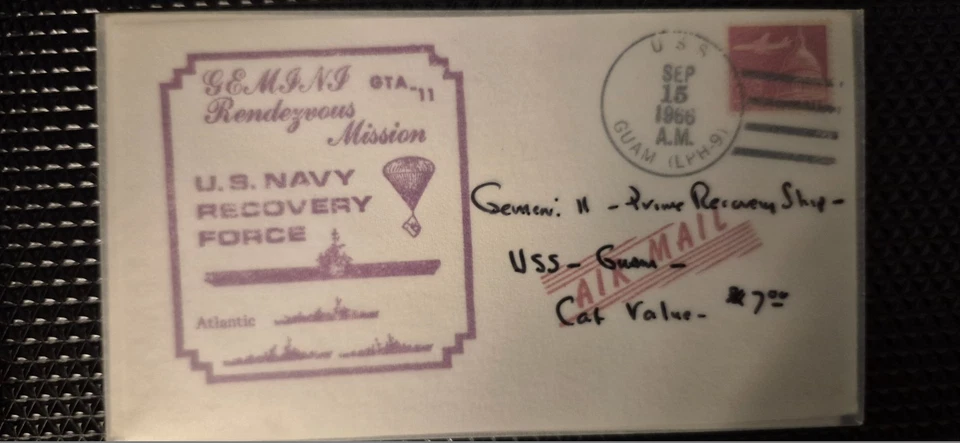 GEMINI GTA-11
Rendezvous
Mission
U.S. NAVY
RECOVERY
FORCE
Atlantic
USS
SEP
15
1966
A.M.
GUAM (LPH-9)
Gemini 11 - Prime Recovery Ship -
USS - Guam -
AIR MAIL
Cat Value - $7.00